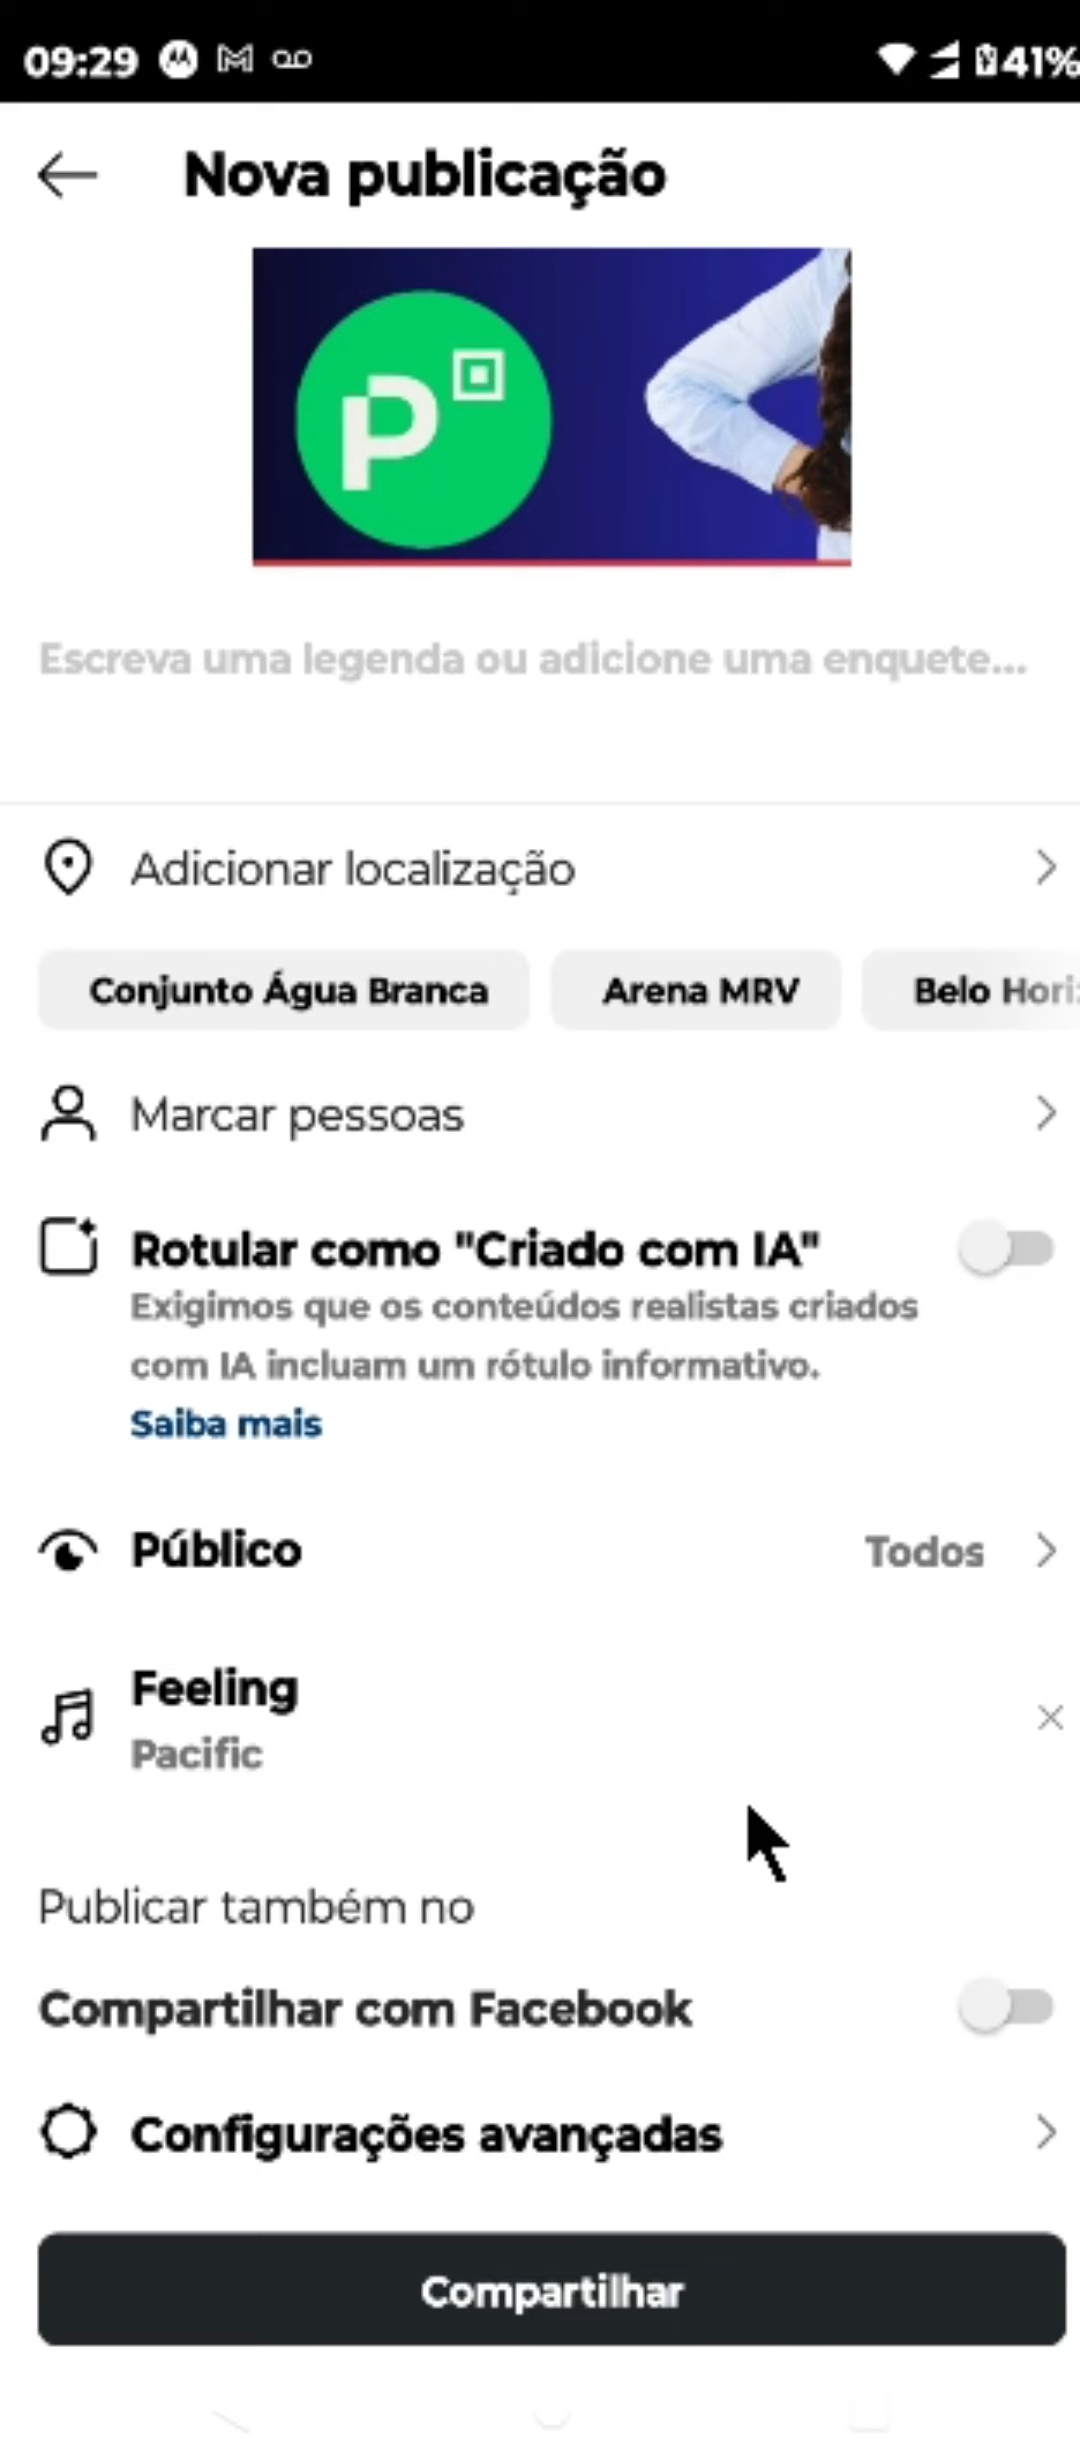 09:29 41%
Nova publicação
P
Escreva uma legenda ou adicione uma enquete...
Adicionar localização
Conjunto Água Branca Arena MRV Belo Hori
Marcar pessoas
Rotular como "Criado com IA"
Exigimos que os conteúdos realistas criados
com IA incluam um rótulo informativo.
Saiba mais
Público Todos
Feeling
Pacific
Publicar também no
Compartilhar com Facebook
Configurações avançadas
Compartilhar